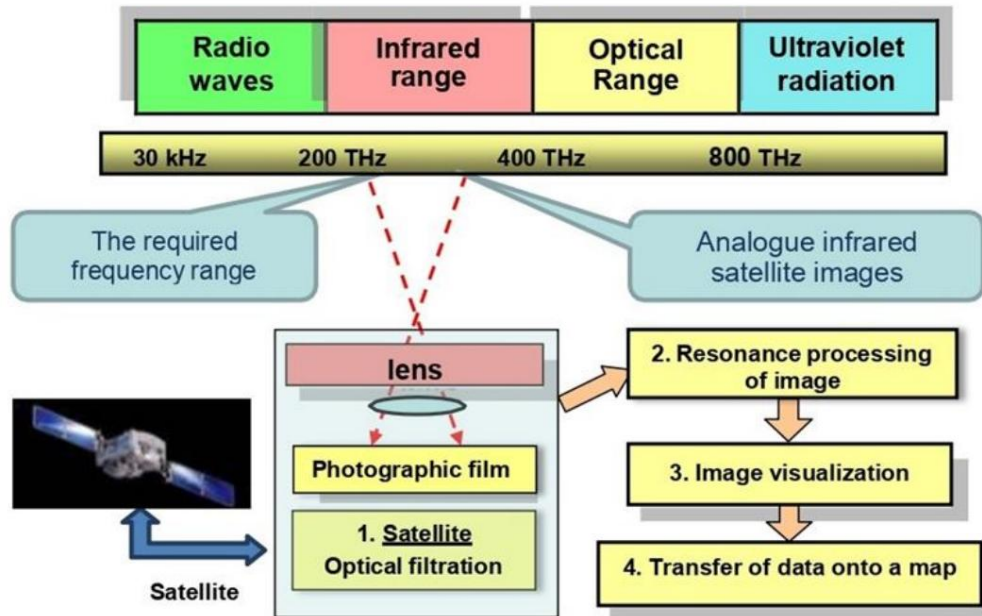 Radio
waves
Infrared
range
Optical
Range
Ultraviolet
radiation
30 kHz
200 THz
400 THz
800 THz
The required
frequency range
Analogue infrared
satellite images
lens
Photographic film
1. Satellite
Optical filtration
Satellite
2. Resonance processing
of image
3. Image visualization
4. Transfer of data onto a map